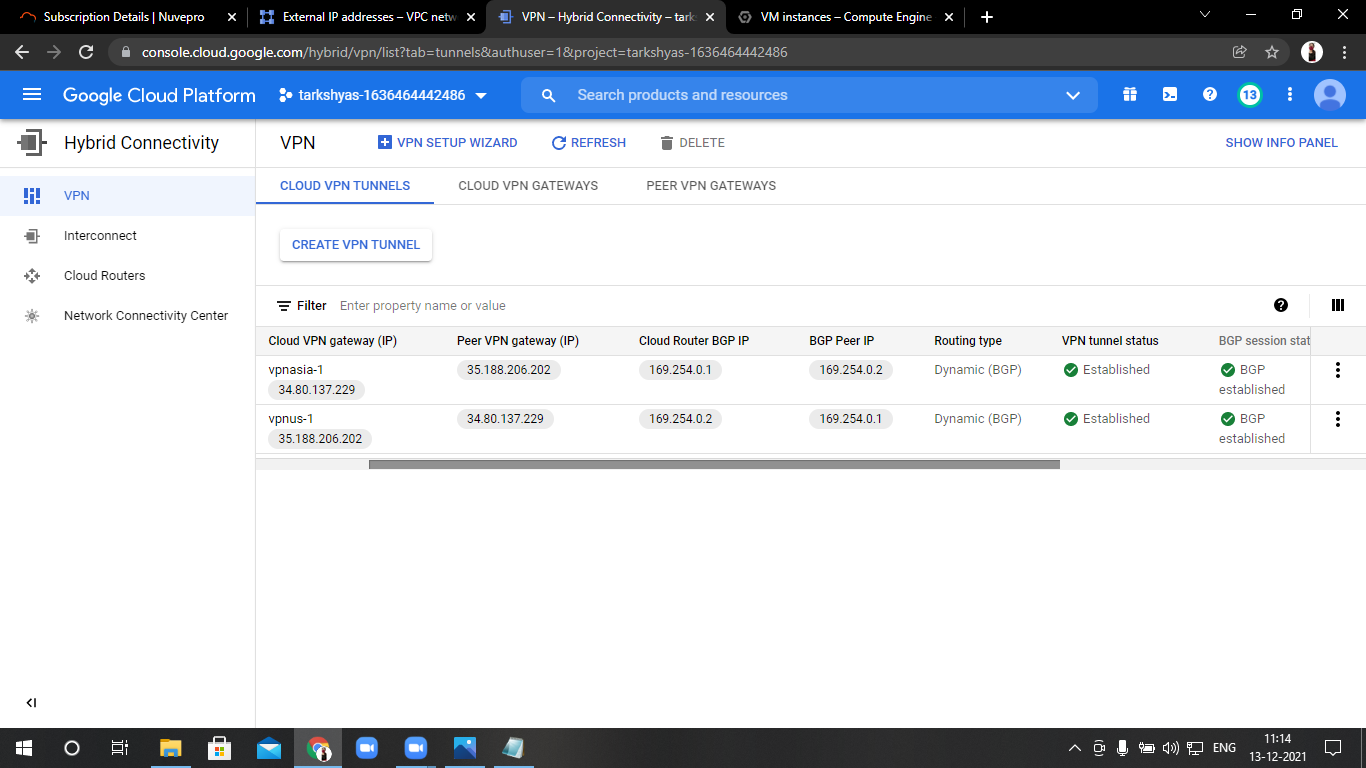 Subscription Details | Nuvepro
External IP addresses – VPC netw
VPN – Hybrid Connectivity – tark
VM instances – Compute Engine
console.cloud.google.com/hybrid/vpn/list?tab=tunnels&authuser=1&project=tarkshyas-1636464442486
Google Cloud Platform
tarkshyas-1636464442486
Search products and resources
13
Hybrid Connectivity
VPN
VPN SETUP WIZARD
REFRESH
DELETE
SHOW INFO PANEL
VPN
Interconnect
Cloud Routers
Network Connectivity Center
CLOUD VPN TUNNELS
CLOUD VPN GATEWAYS
PEER VPN GATEWAYS
CREATE VPN TUNNEL
Filter Enter property name or value
Cloud VPN gateway (IP) Peer VPN gateway (IP) Cloud Router BGP IP BGP Peer IP Routing type VPN tunnel status BGP session stat
vpnasia-1 35.188.206.202 169.254.0.1 169.254.0.2 Dynamic (BGP) Established BGP
34.80.137.229 established
vpnus-1 34.80.137.229 169.254.0.2 169.254.0.1 Dynamic (BGP) Established BGP
35.188.206.202 established
ENG
11:14
13-12-2021